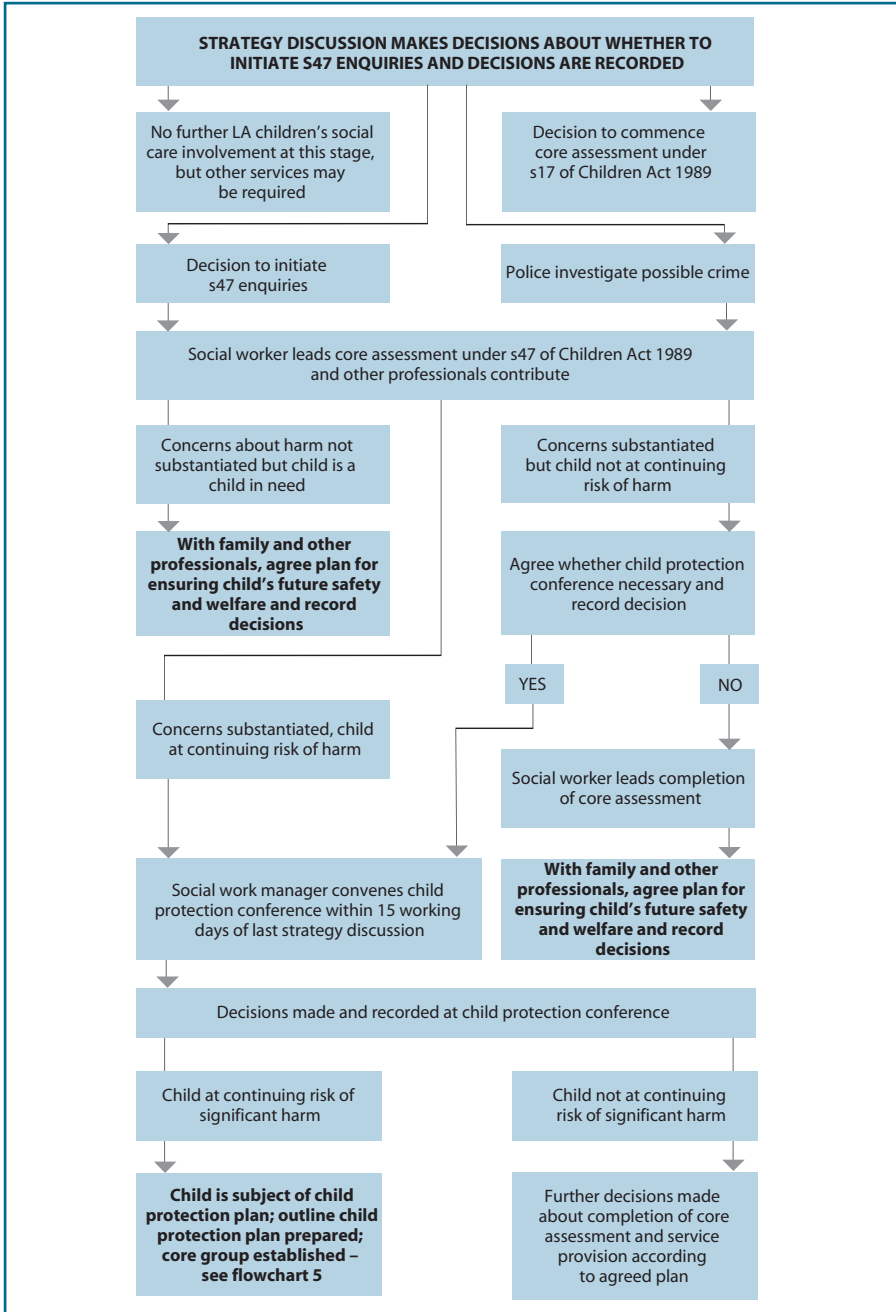 STRATEGY DISCUSSION MAKES DECISIONS ABOUT WHETHER TO
INITIATE S47 ENQUIRIES AND DECISIONS ARE RECORDED
No further LA children's social
care involvement at this stage,
but other services may
be required
Decision to commence
core assessment under
s17 of Children Act 1989
Decision to initiate
s47 enquiries
Police investigate possible crime
Social worker leads core assessment under s47 of Children Act 1989
and other professionals contribute
Concerns about harm not
substantiated but child is a
child in need
Concerns substantiated
but child not at continuing
risk of harm
With family and other
professionals, agree plan for
ensuring child's future safety
and welfare and record
decisions
Agree whether child protection
conference necessary and
record decision
YES
NO
Concerns substantiated, child
at continuing risk of harm
Social worker leads completion
of core assessment
Social work manager convenes child
protection conference within 15 working
days of last strategy discussion
With family and other
professionals, agree plan for
ensuring child's future safety
and welfare and record
decisions
Decisions made and recorded at child protection conference
Child at continuing risk of
significant harm
Child not at continuing
risk of significant harm
Child is subject of child
protection plan; outline child
protection plan prepared;
core group established –
see flowchart 5
Further decisions made
about completion of core
assessment and service
provision according
to agreed plan